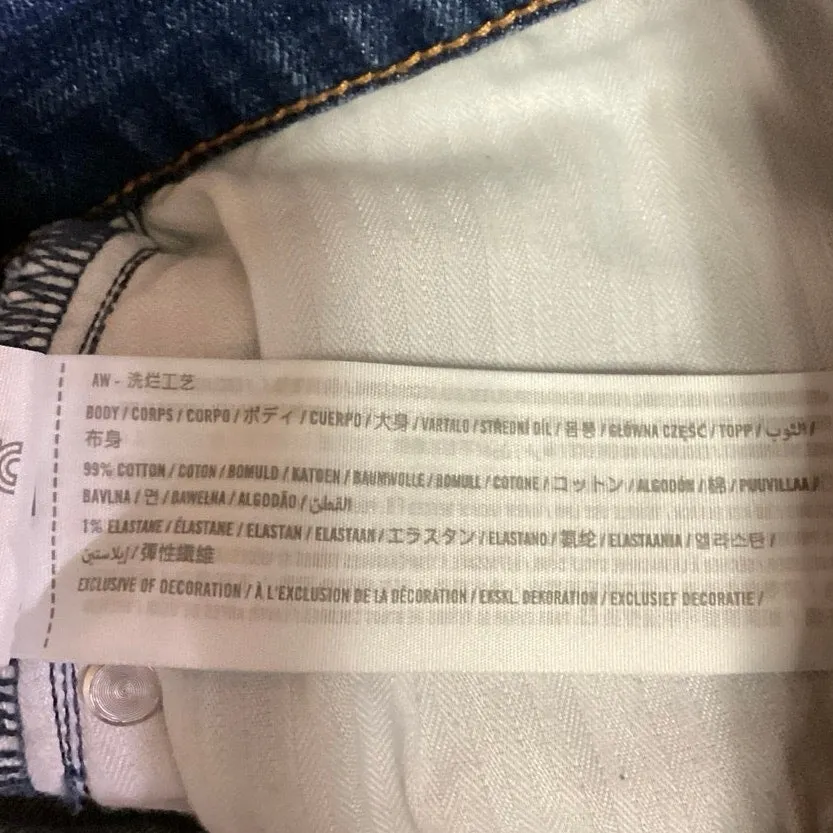 AW - 洗烂工艺
BODY / CORPS / CORPO / ボディ / CUERPO / 大身 / VARTALO / STŘEDNÍ DÍL / 몸통 / GŁÓWNA CZĘŚĆ / TOPP / الثوب /
布身
99% COTTON / COTON / BOMULD / KATOEN / BAUMWOLLE / BOMULL / COTONE / コットン / ALGODÓN / 綿 / PUUVILLAA /
BAVLNA / 면 / BAWEŁNA / ALGODÃO / القطن /
1% ELASTANE / ÉLASTANE / ELASTAN / ELASTAAN / エラスタン / ELASTANO / 氨纶 / ELASTAANIA / 엘라스탄 /
إيلاستين / 彈性纖維
EXCLUSIVE OF DECORATION / À L'EXCLUSION DE LA DÉCORATION / EKSKL. DEKORATION / EXCLUSIEF DECORATIE /